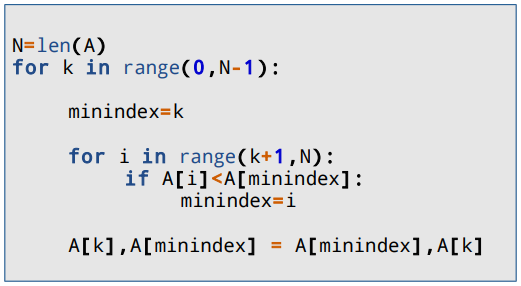 N=len(A)
for k in range(0,N-1):
minindex=k
for i in range(k+1,N):
if A[i]<A[minindex]:
minindex=i
A[k],A[minindex] = A[minindex],A[k]